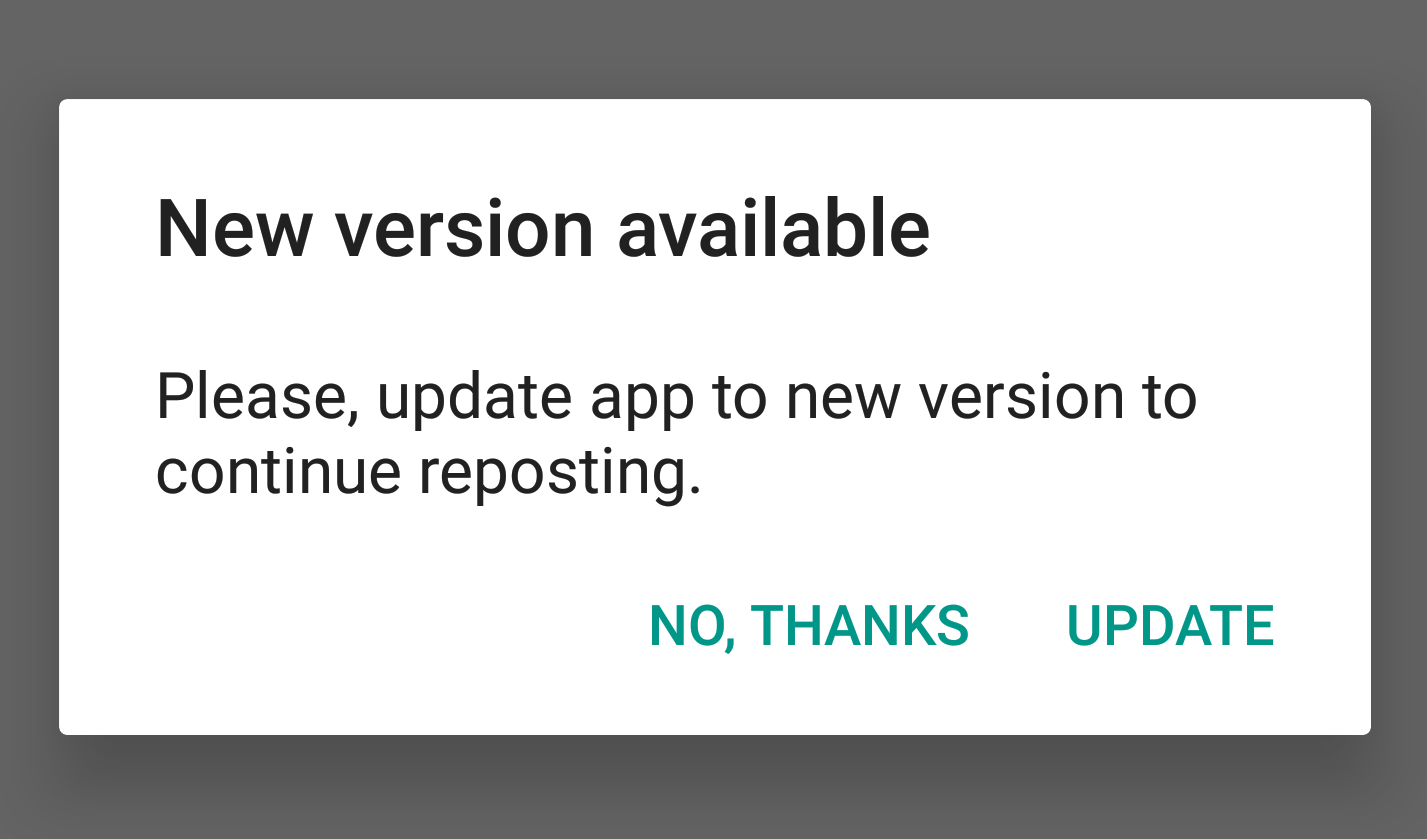 New version available
Please, update app to new version to
continue reposting.
NO, THANKS UPDATE